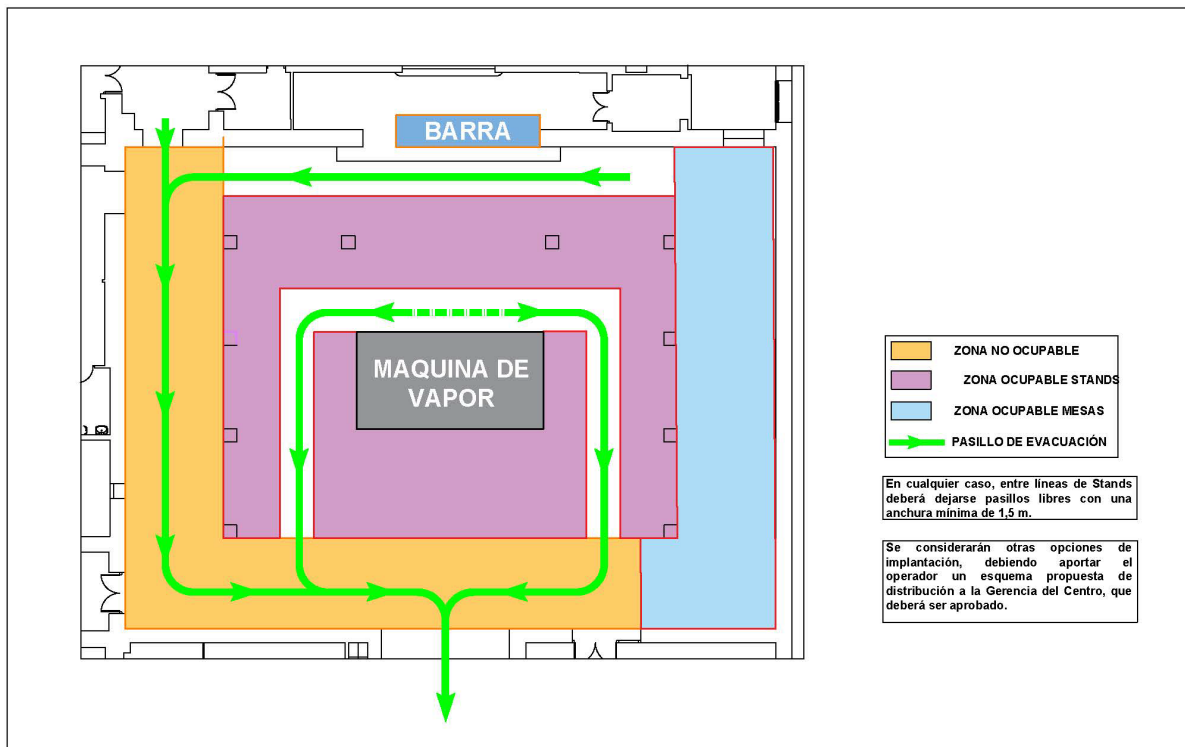 BARRA
MAQUINA DE
VAPOR
ZONA NO OCUPABLE
ZONA OCUPABLE STANDS
ZONA OCUPABLE MESAS
PASILLO DE EVACUACIÓN
En cualquier caso, entre líneas de Stands
deberá dejarse pasillos libres con una
anchura mínima de 1,5 m.
Se considerarán otras opciones de
implantación, debiendo aportar el
operador un esquema propuesta de
distribución a la Gerencia del Centro, que
deberá ser aprobado.